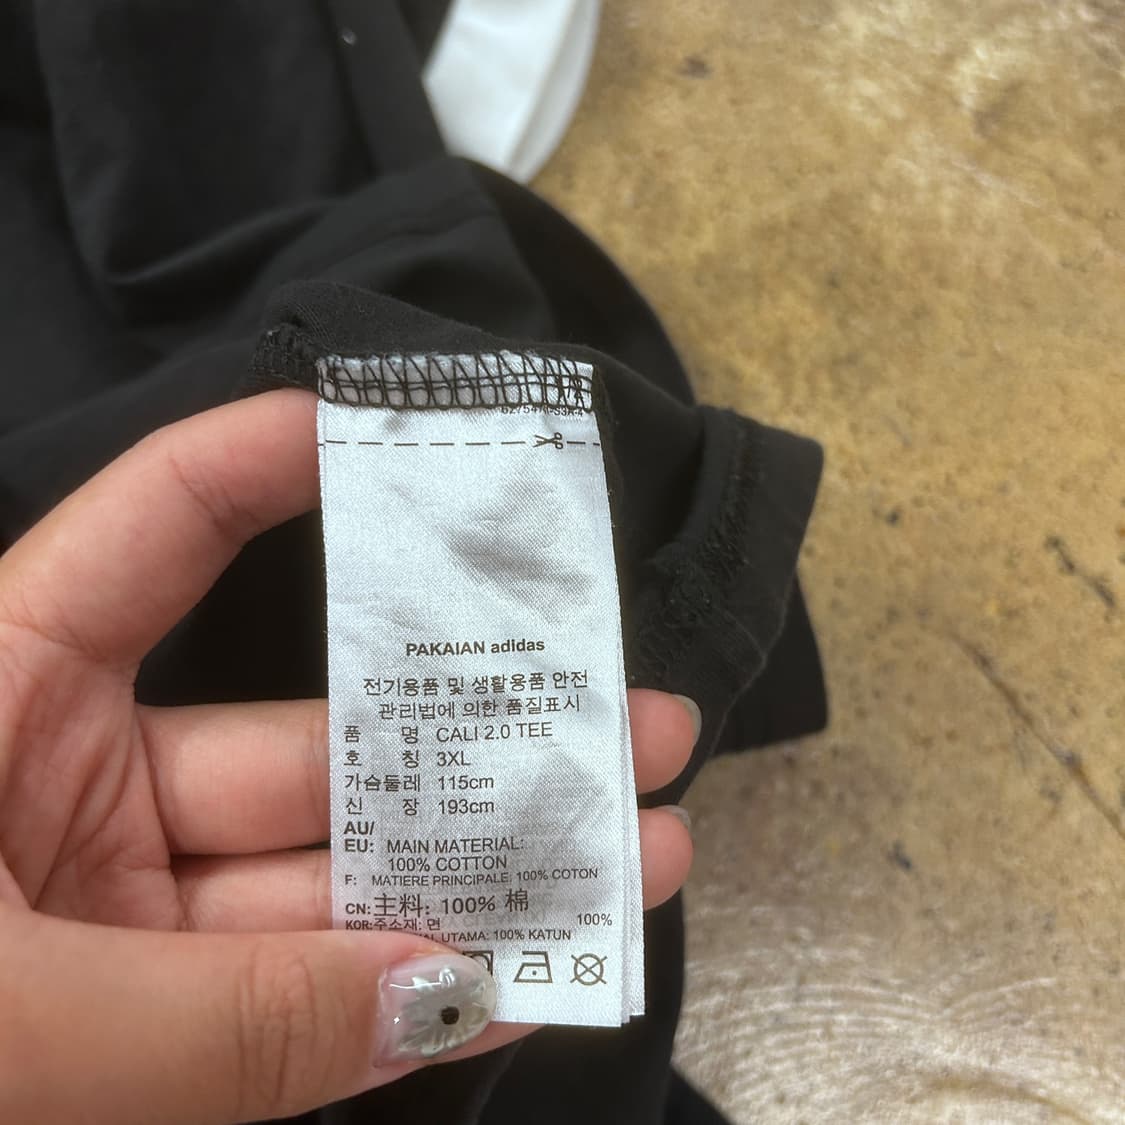 PAKAIAN adidas
전기용품 및 생활용품 안전
관리법에 의한 품질표시
품 명 CALI 2.0 TEE
호 칭 3XL
가슴둘레 115cm
신 장 193cm
AU/
EU: MAIN MATERIAL:
100% COTTON
F: MATIERE PRINCIPALE: 100% COTON
CN: 主料: 100% 棉
KOR:주소재: 면 100%
UTAMA: 100% KATUN